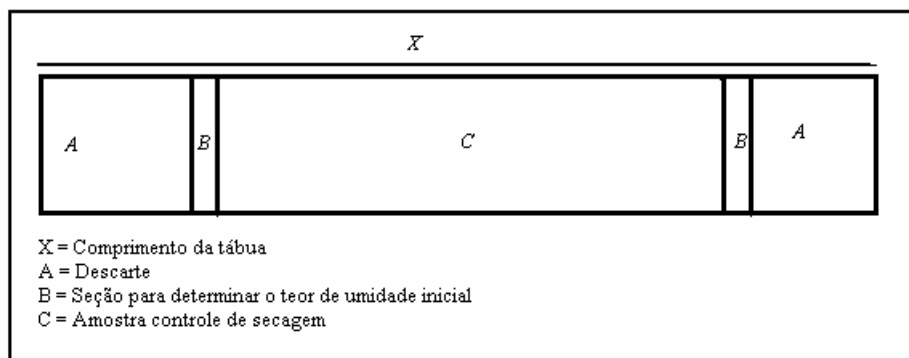 X
A
B
C
B
A
X = Comprimento da tábua
A = Descarte
B = Seção para determinar o teor de umidade inicial
C = Amostra controle de secagem